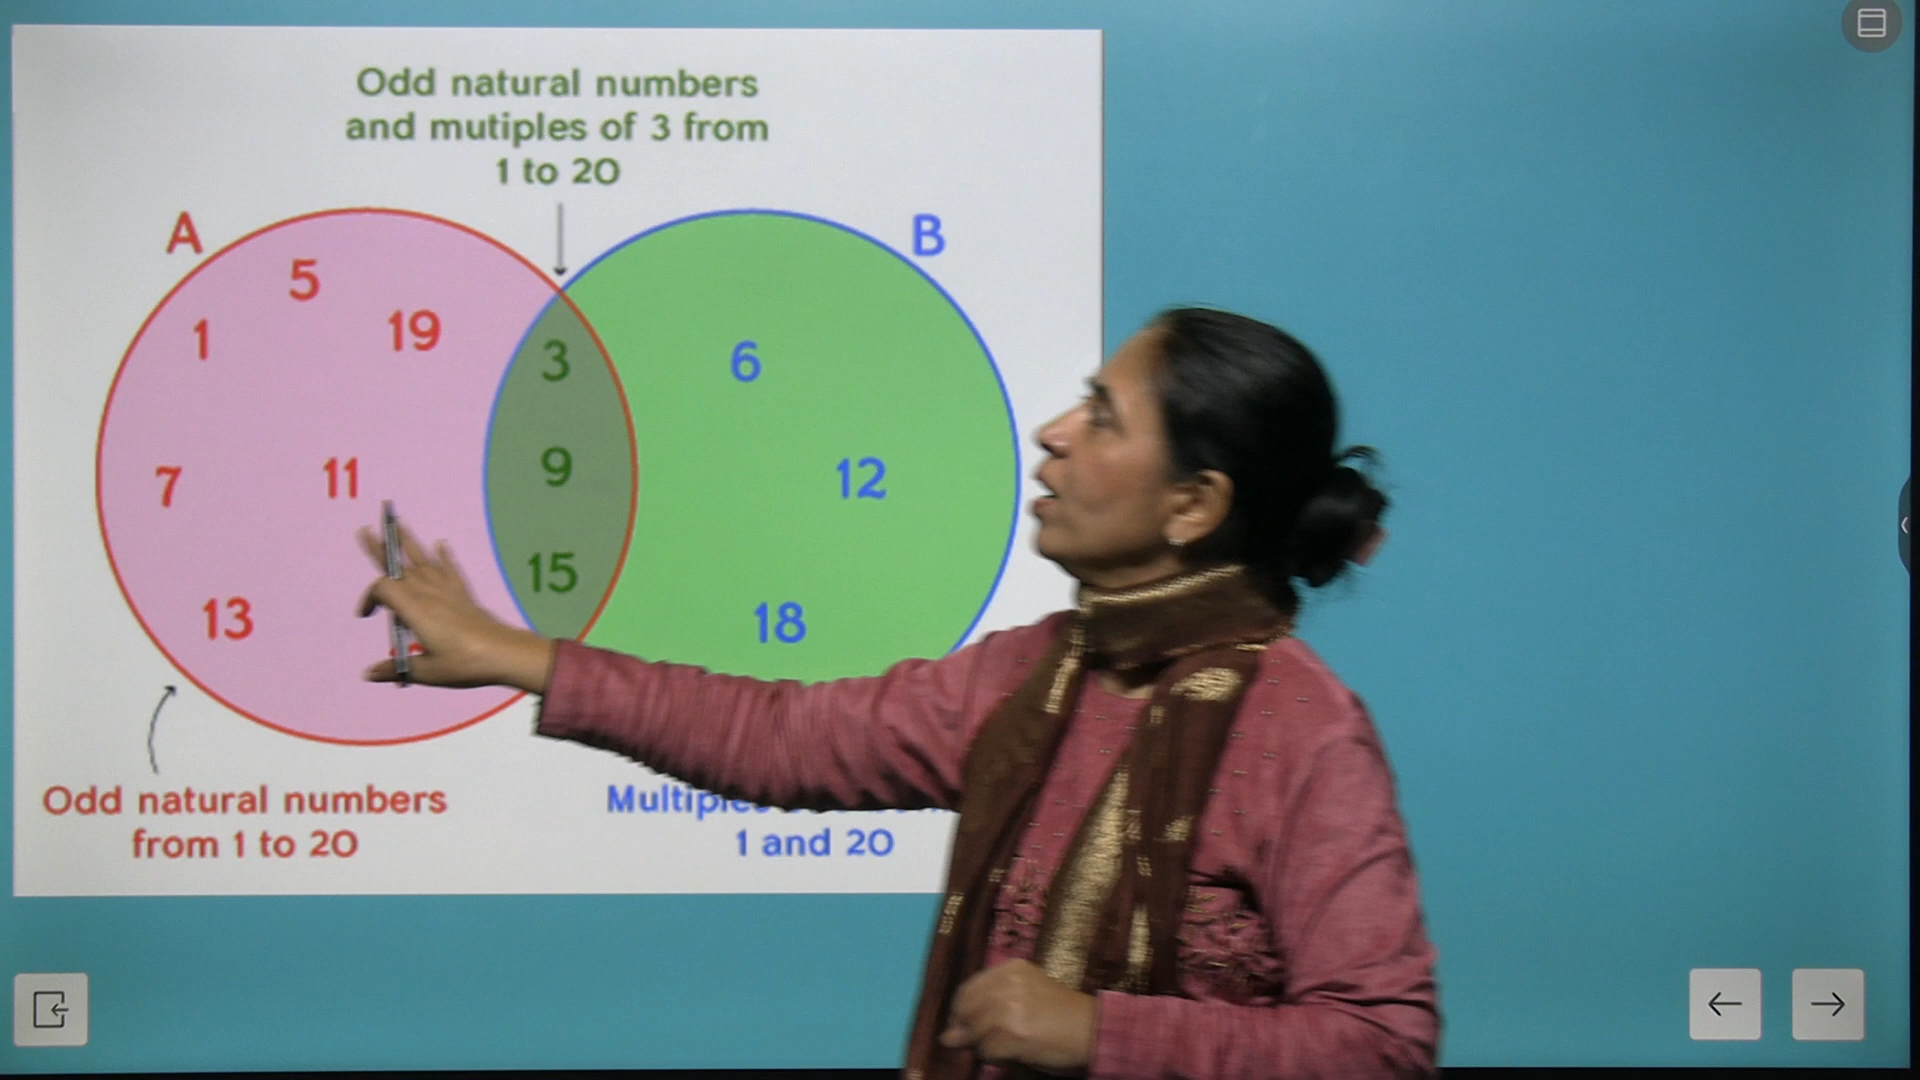 Odd natural numbers
and mutiples of 3 from
1 to 20
A
B
5
1
19
3
6
7
11
9
12
15
13
18
Odd natural numbers
from 1 to 20
1 and 20